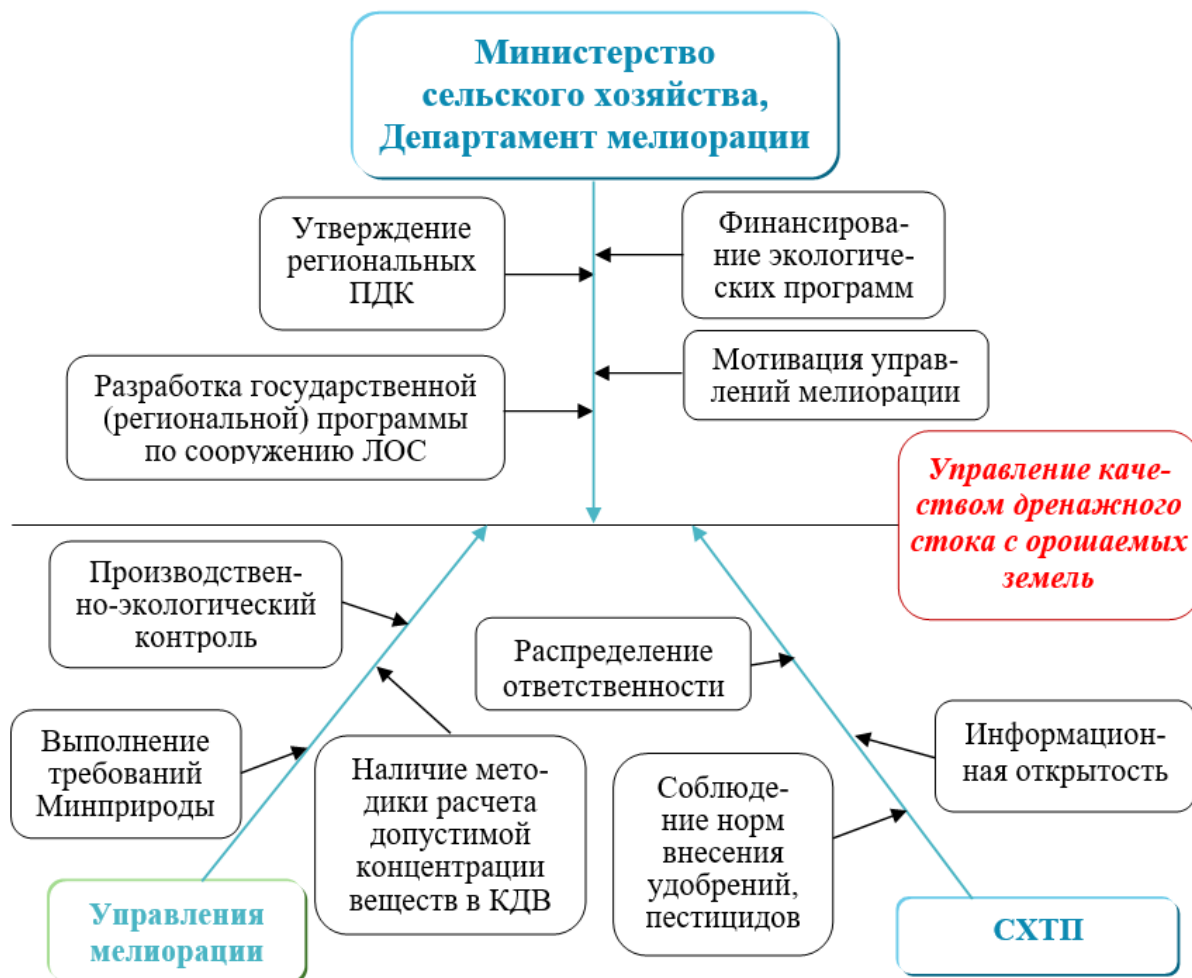 Министерство
сельского хозяйства,
Департамент мелиорации
Утверждение
региональных
ПДК
Финансирова-
ние экологиче-
ских программ
Разработка государственной
(региональной) программы
по сооружению ЛОС
Мотивация управ-
лений мелиорации
Управление каче-
ством дренажного
стока с орошаемых
земель
Производствен-
но-экологический
контроль
Распределение
ответственности
Выполнение
требований
Минприроды
Наличие мето-
дики расчета
допустимой
концентрации
веществ в КДВ
Соблюде-
ние норм
внесения
удобрений,
пестицидов
Информацион-
ная открытость
Управления
мелиорации
СХТП